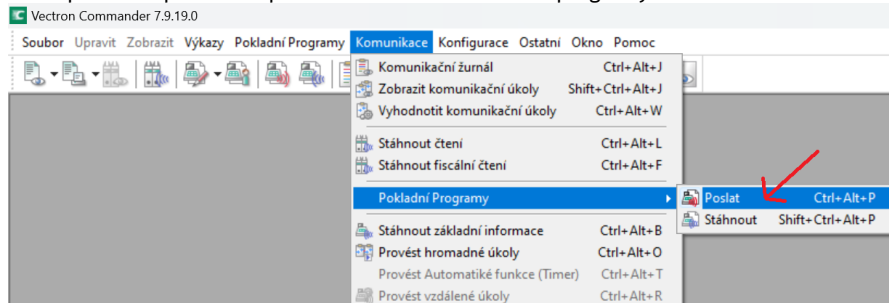 Vectron Commander 7.9.19.0
Soubor Upravit Zobrazit Výkazy Pokladní Programy Komunikace Konfigurace Ostatní Okno Pomoc
Komunikační žurnál Ctrl+Alt+J
Zobrazit komunikační úkoly Shift+Ctrl+Alt+J
Vyhodnotit komunikační úkoly Ctrl+Alt+W
Stáhnout čtení Ctrl+Alt+L
Stáhnout fiscální čtení Ctrl+Alt+F
Pokladní Programy
Poslat Ctrl+Alt+P
Stáhnout Shift+Ctrl+Alt+P
Stáhnout základní informace Ctrl+Alt+B
Provést hromadné úkoly Ctrl+Alt+O
Provést Automatiké funkce (Timer) Ctrl+Alt+T
Provést vzdálené úkoly Ctrl+Alt+R